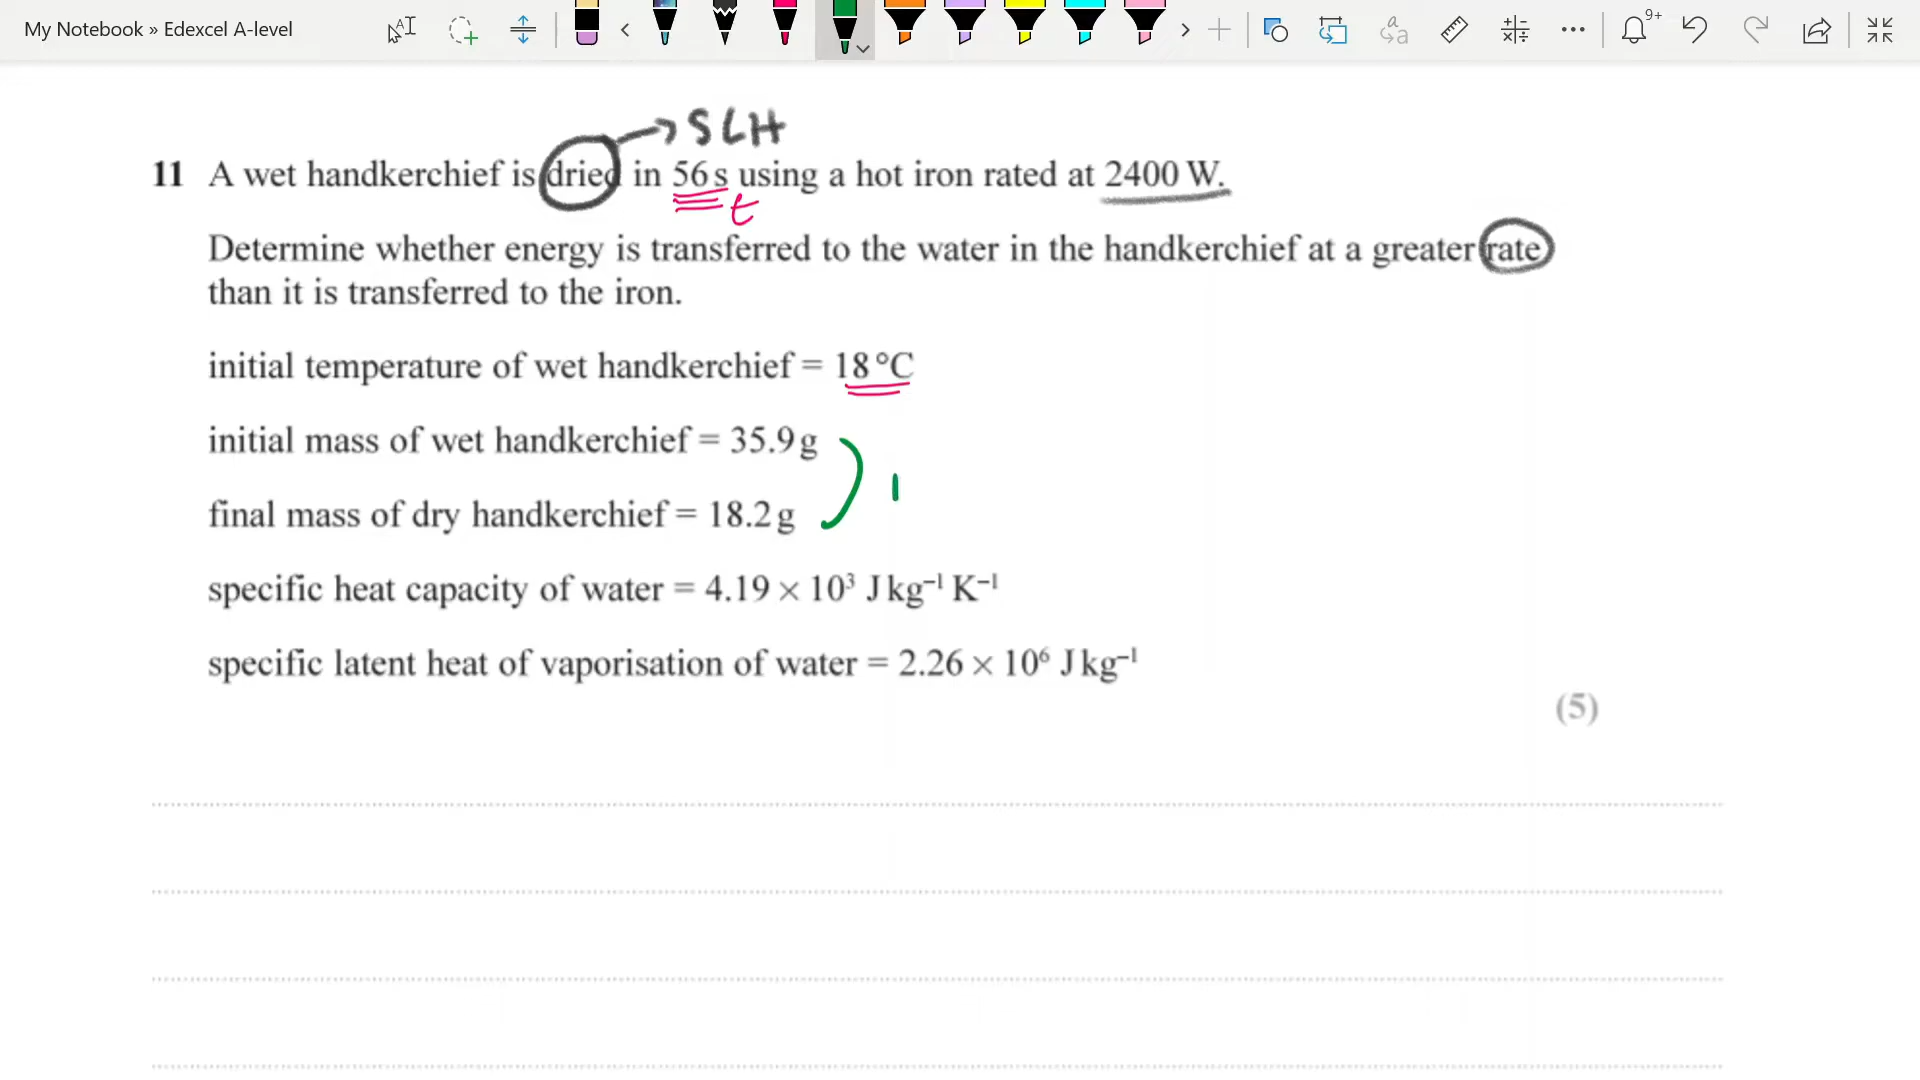 My Notebook » Edexcel A-level
9+
→ SLH
11 A wet handkerchief is dried in 56 s using a hot iron rated at 2400 W.
t
Determine whether energy is transferred to the water in the handkerchief at a greater rate
than it is transferred to the iron.
initial temperature of wet handkerchief = 18 °C
initial mass of wet handkerchief = 35.9 g
final mass of dry handkerchief = 18.2 g
specific heat capacity of water = 4.19 × 10³ J kg⁻¹ K⁻¹
specific latent heat of vaporisation of water = 2.26 × 10⁶ J kg⁻¹
(5)